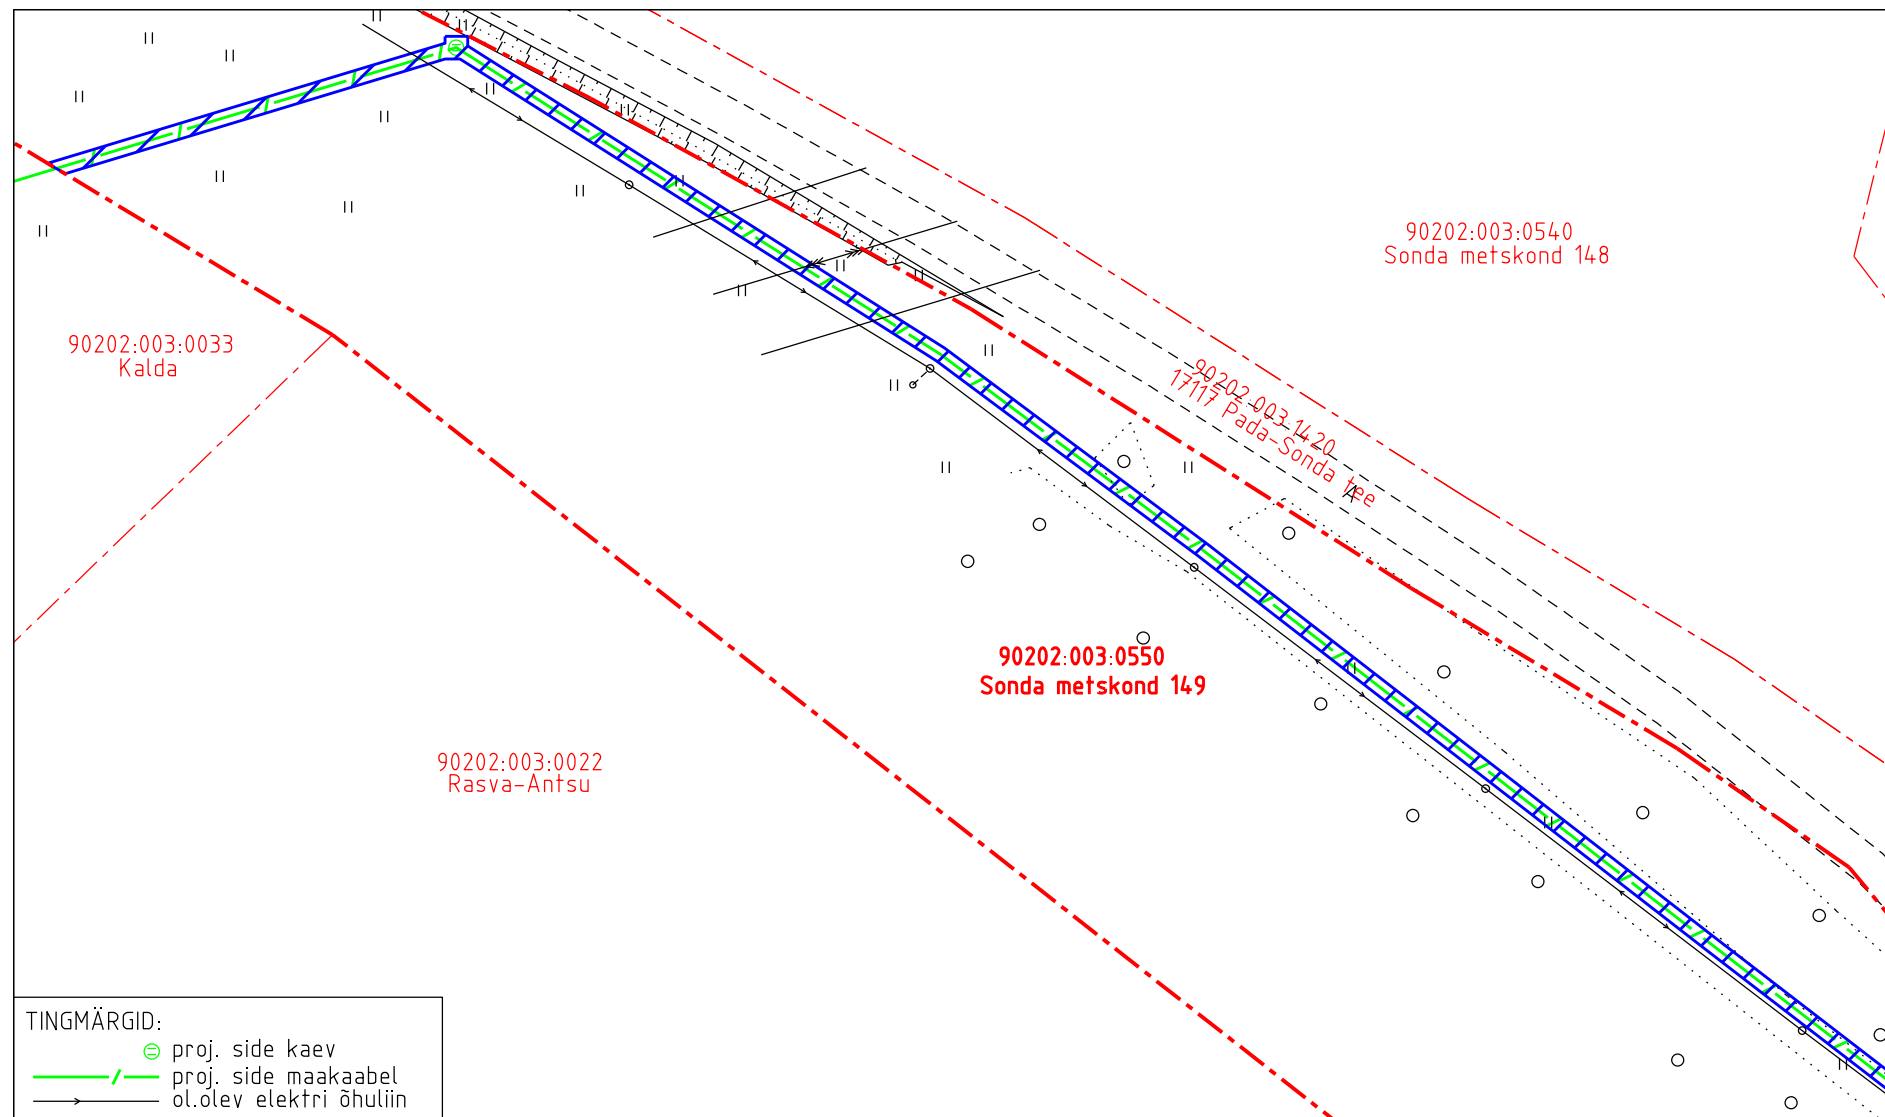 90202:003:0540
Sonda metskond 148
90202:003:0033
Kalda
90202:003:1420
17117 Pada-Sonda tee
A
90202:003:0550
Sonda metskond 149
90202:003:0022
Rasva-Antsu
TINGMÄRGID:
proj. side kaev
proj. side maakaabel
ol.olev elektri õhuliin